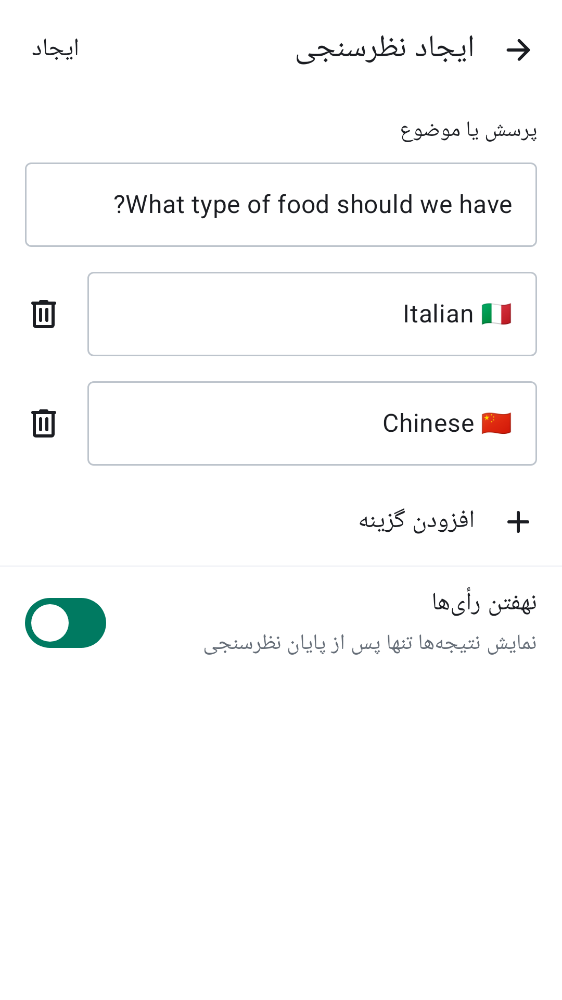 ایجاد نظرسنجی
ایجاد
پرسش یا موضوع
What type of food should we have?
🇮🇹 Italian
🇨🇳 Chinese
افزودن گزینه
نهفتن رأی‌ها
نمایش نتیجه‌ها تنها پس از پایان نظرسنجی